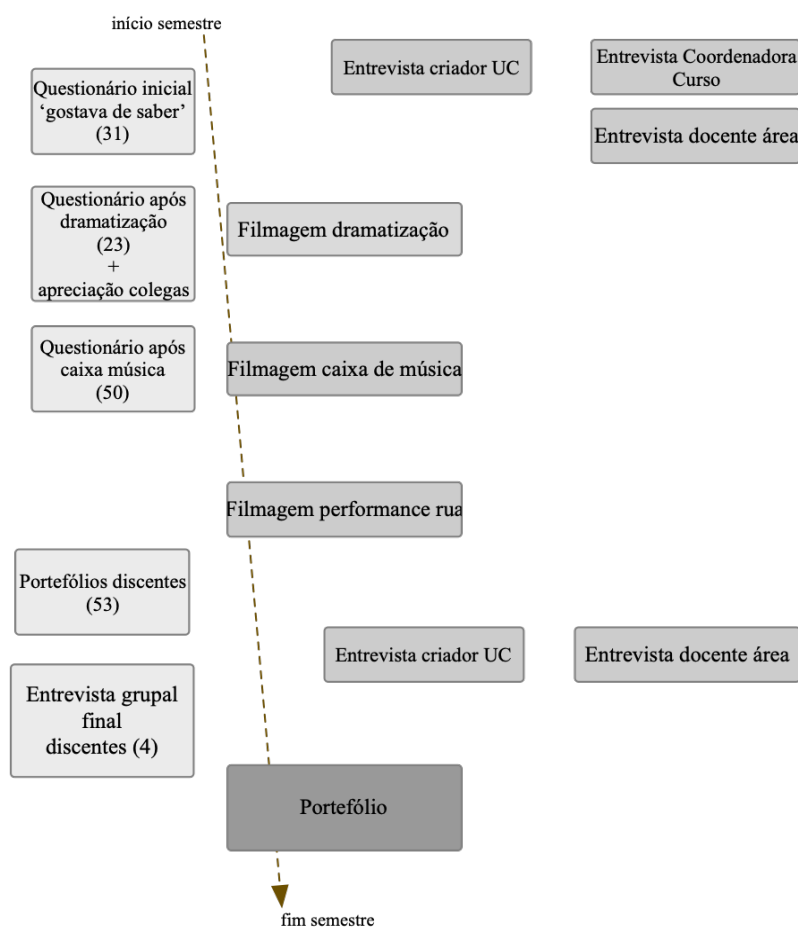 início semestre
Entrevista criador UC
Entrevista Coordenadora
Curso
Questionário inicial
‘gostava de saber’
(31)
Entrevista docente área
Questionário após
dramatização
(23)
+
apreciação colegas
Filmagem dramatização
Questionário após
caixa música
(50)
Filmagem caixa de música
Filmagem performance rua
Portefólios discentes
(53)
Entrevista criador UC
Entrevista docente área
Entrevista grupal
final
discentes (4)
Portefólio
fim semestre